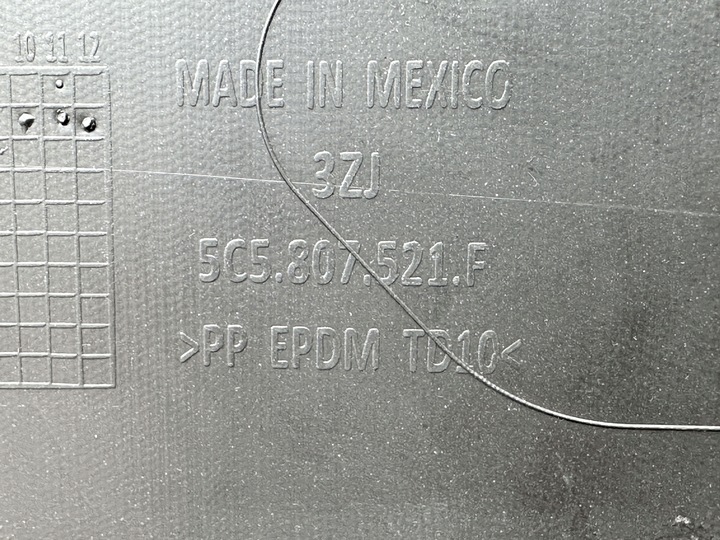 10 11 12
MADE IN MEXICO
3ZJ
5C5.807.521.F
>PP EPDM TD10<